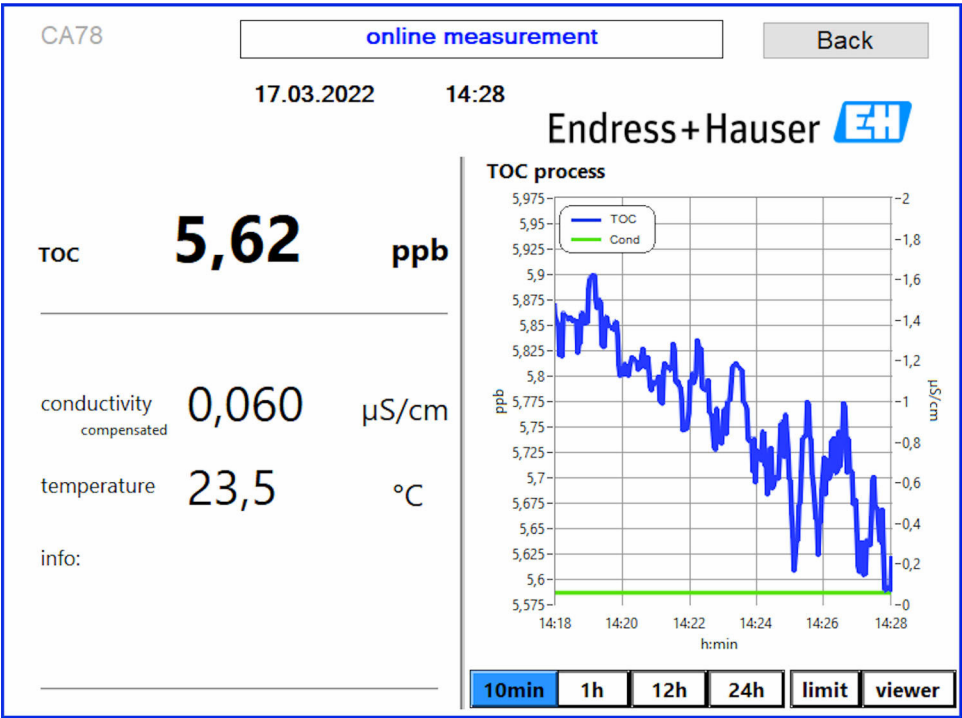 CA78
online measurement
Back
17.03.2022 14:28
Endress+Hauser EH
TOC 5,62 ppb
conductivity 0,060 µS/cm
compensated
temperature 23,5 °C
info:
TOC process
TOC
Cond
5,975
5,95
5,925
5,9
5,875
5,85
5,825
5,8
5,775
5,75
5,725
5,7
5,675
5,65
5,625
5,6
5,575
ppb
2
1,8
1,6
1,4
1,2
1
0,8
0,6
0,4
0,2
0
µS/cm
14:18 14:20 14:22 14:24 14:26 14:28
h:min
10min 1h 12h 24h limit viewer